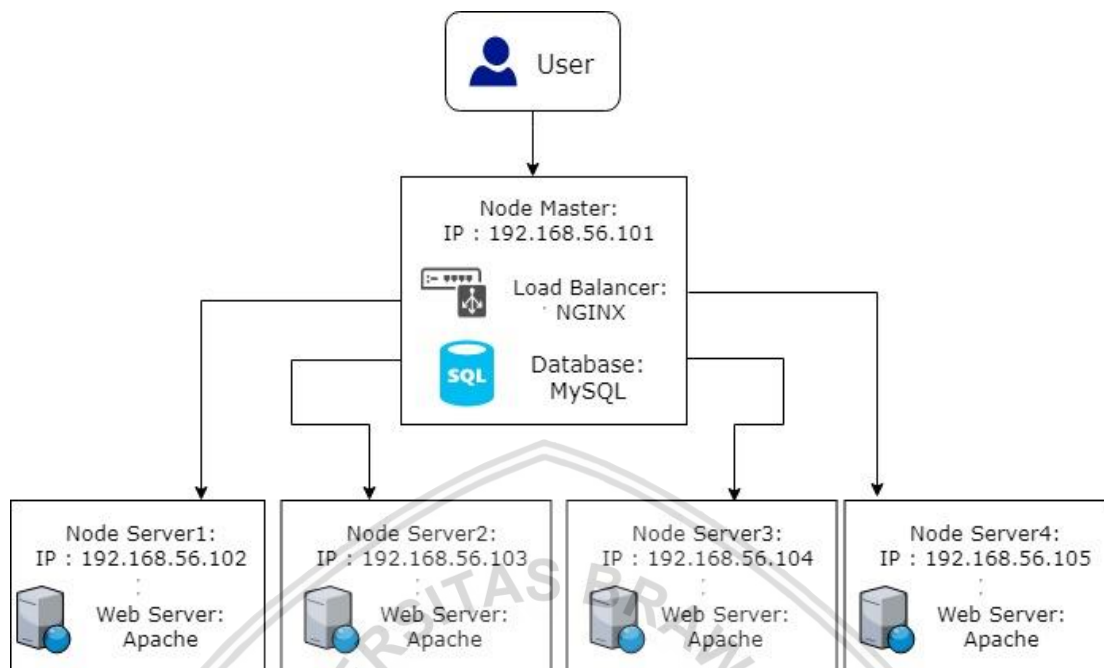 User
Node Master:
IP : 192.168.56.101
Load Balancer:
NGINX
SQL
Database:
MySQL
Node Server1:
IP : 192.168.56.102
Web Server:
Apache
Node Server2:
IP : 192.168.56.103
Web Server:
Apache
Node Server3:
IP : 192.168.56.104
Web Server:
Apache
Node Server4:
IP : 192.168.56.105
Web Server:
Apache